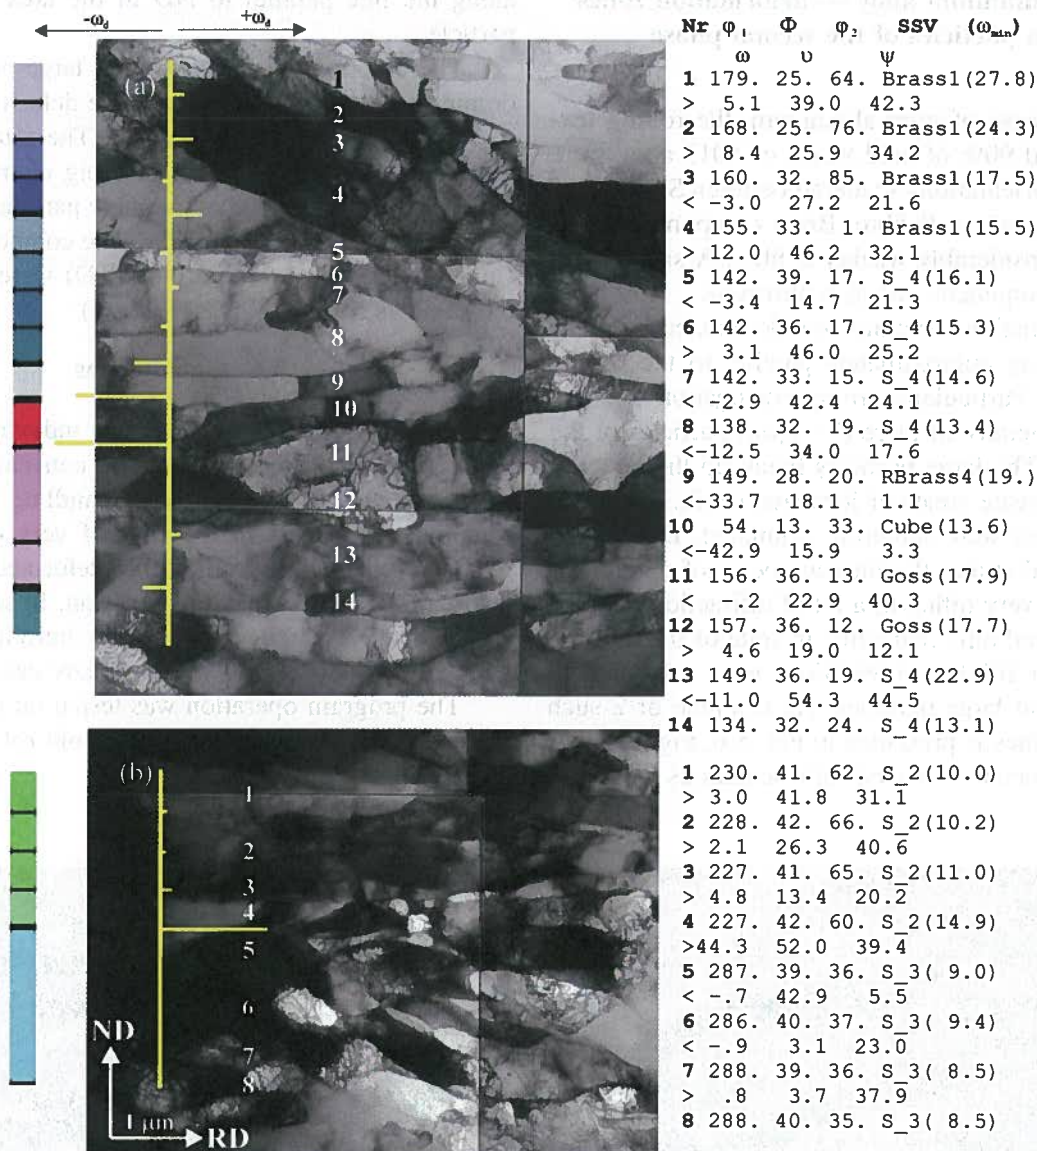 -ω_d +ω_d
(a)
1
2
3
4
5
6
7
8
9
10
11
12
13
14
(b)
1
2
3
4
5
6
7
8
ND
1 μm
RD
Nr φ₁ Φ φ₂ SSV (ω_min)
ω υ ψ
1 179. 25. 64. Brass1(27.8)
> 5.1 39.0 42.3
2 168. 25. 76. Brass1(24.3)
> 8.4 25.9 34.2
3 160. 32. 85. Brass1(17.5)
< -3.0 27.2 21.6
4 155. 33. 1. Brass1(15.5)
>12.0 46.2 32.1
5 142. 39. 17. S_4(16.1)
< -3.4 14.7 21.3
6 142. 36. 17. S_4(15.3)
3.1 46.0 25.2
7 142. 33. 15. S_4(14.6)
< -2.9 42.4 24.1
8 138. 32. 19. S_4(13.4)
<-12.5 34.0 17.6
9 149. 28. 20. RBrass4(19.)
<-33.7 18.1 1.1
10 54. 13. 33. Cube(13.6)
<-42.9 15.9 3.3
11 156. 36. 13. Goss(17.9)
< -.2 22.9 40.3
12 157. 36. 12. Goss(17.7)
> 4.6 19.0 12.1
13 149. 36. 19. S_4(22.9)
<-11.0 54.3 44.5
14 134. 32 24. S_4(13.1)
1 230. 41. 62. S_2(10.0)
> 3.0 41.8 31.1
2 228. 42. 66. S_2(10.2)
> 2.1 26.3 40.6
3 227. 41. 65. S_2(11.0)
4.8 13.4 20.2
4 227. 42. 60. S_2(14.9)
>44.3 52.0 39.4
5 287. 39. 36. S_3( 9.0)
< -.7 42.9 5.5
6 286. 40. 37. S_3( 9.4)
< .9 3.1 23.0
7 288. 39. 36. S_3( 8.5)
> .8 3.7 37.9
8 288. 40. 35. S_3( 8.5)
The program operation was